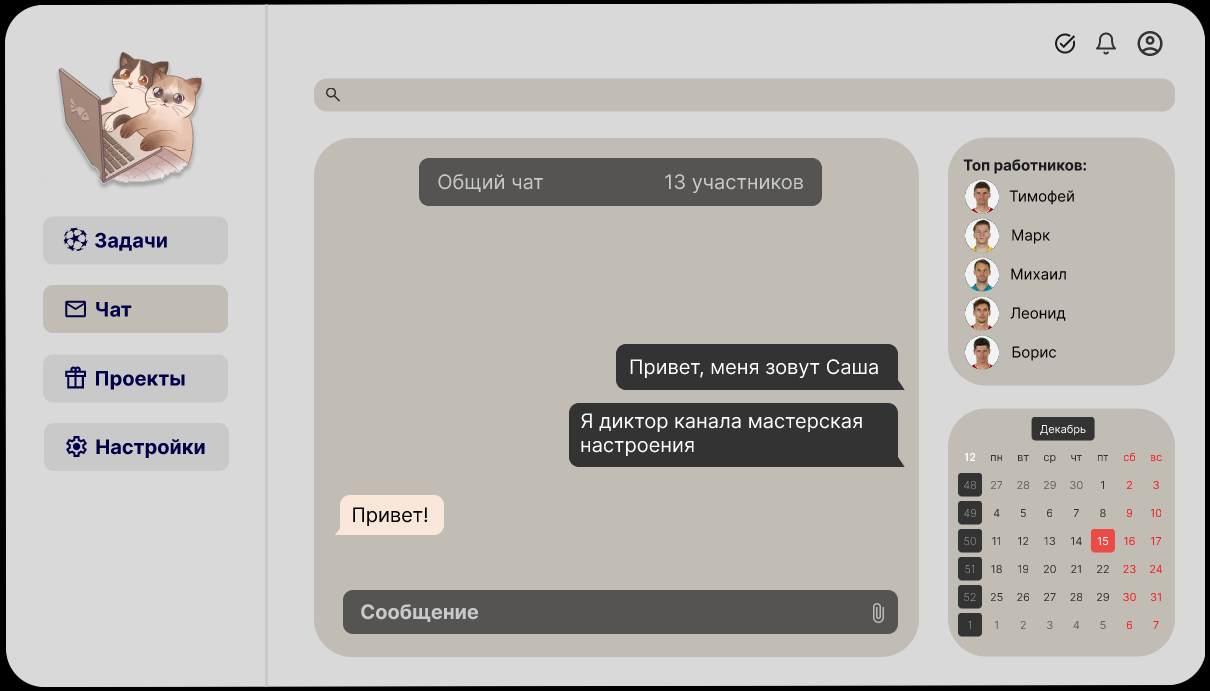 Задачи
Чат
Проекты
Настройки
Общий чат 13 участников
Привет, меня зовут Саша
Я диктор канала мастерская
настроения
Привет!
Сообщение
Топ работников:
Тимофей
Марк
Михаил
Леонид
Борис
Декабрь
12 пн вт ср чт пт сб вс
48 27 28 29 30 1 2 3
49 4 5 6 7 8 9 10
50 11 12 13 14 15 16 17
51 18 19 20 21 22 23 24
52 25 26 27 28 29 30 31
1 1 2 3 4 5 6 7